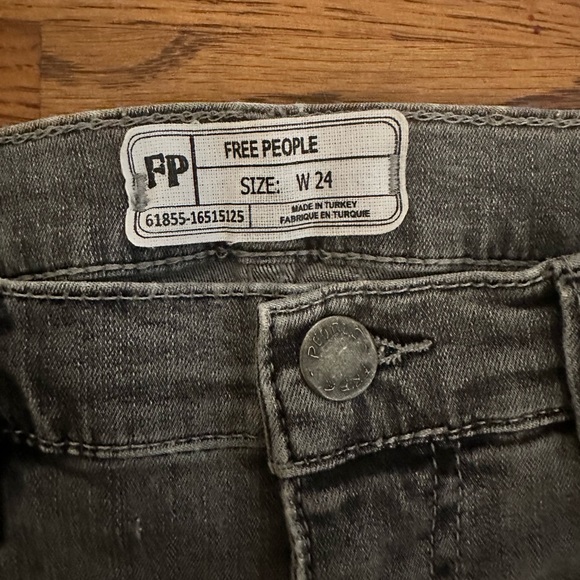 FP
FREE PEOPLE
SIZE: W 24
61855-16515125
MADE IN TURKEY
FABRIQUE EN TURQUIE